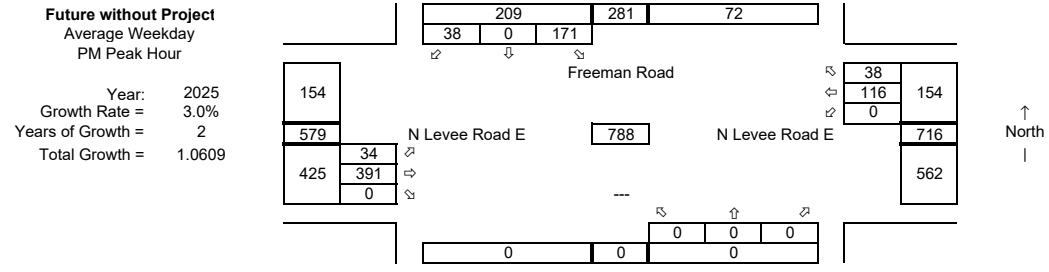 Future without Project
Average Weekday
PM Peak Hour
Year: 2025
Growth Rate = 3.0%
Years of Growth = 2
Total Growth = 1.0609
209 281 72
38 0 171
⬃ ⇩ ⬂
Freeman Road
154
⬁ 38
⇦ 116
⬃ 0
154
579 N Levee Road E 788 N Levee Road E 716
425
34 ⬀
391 ⇨
0 ⬂
562
---
⬁ ⇧ ⬀
0 0 0
0 0 0
↑
North
|